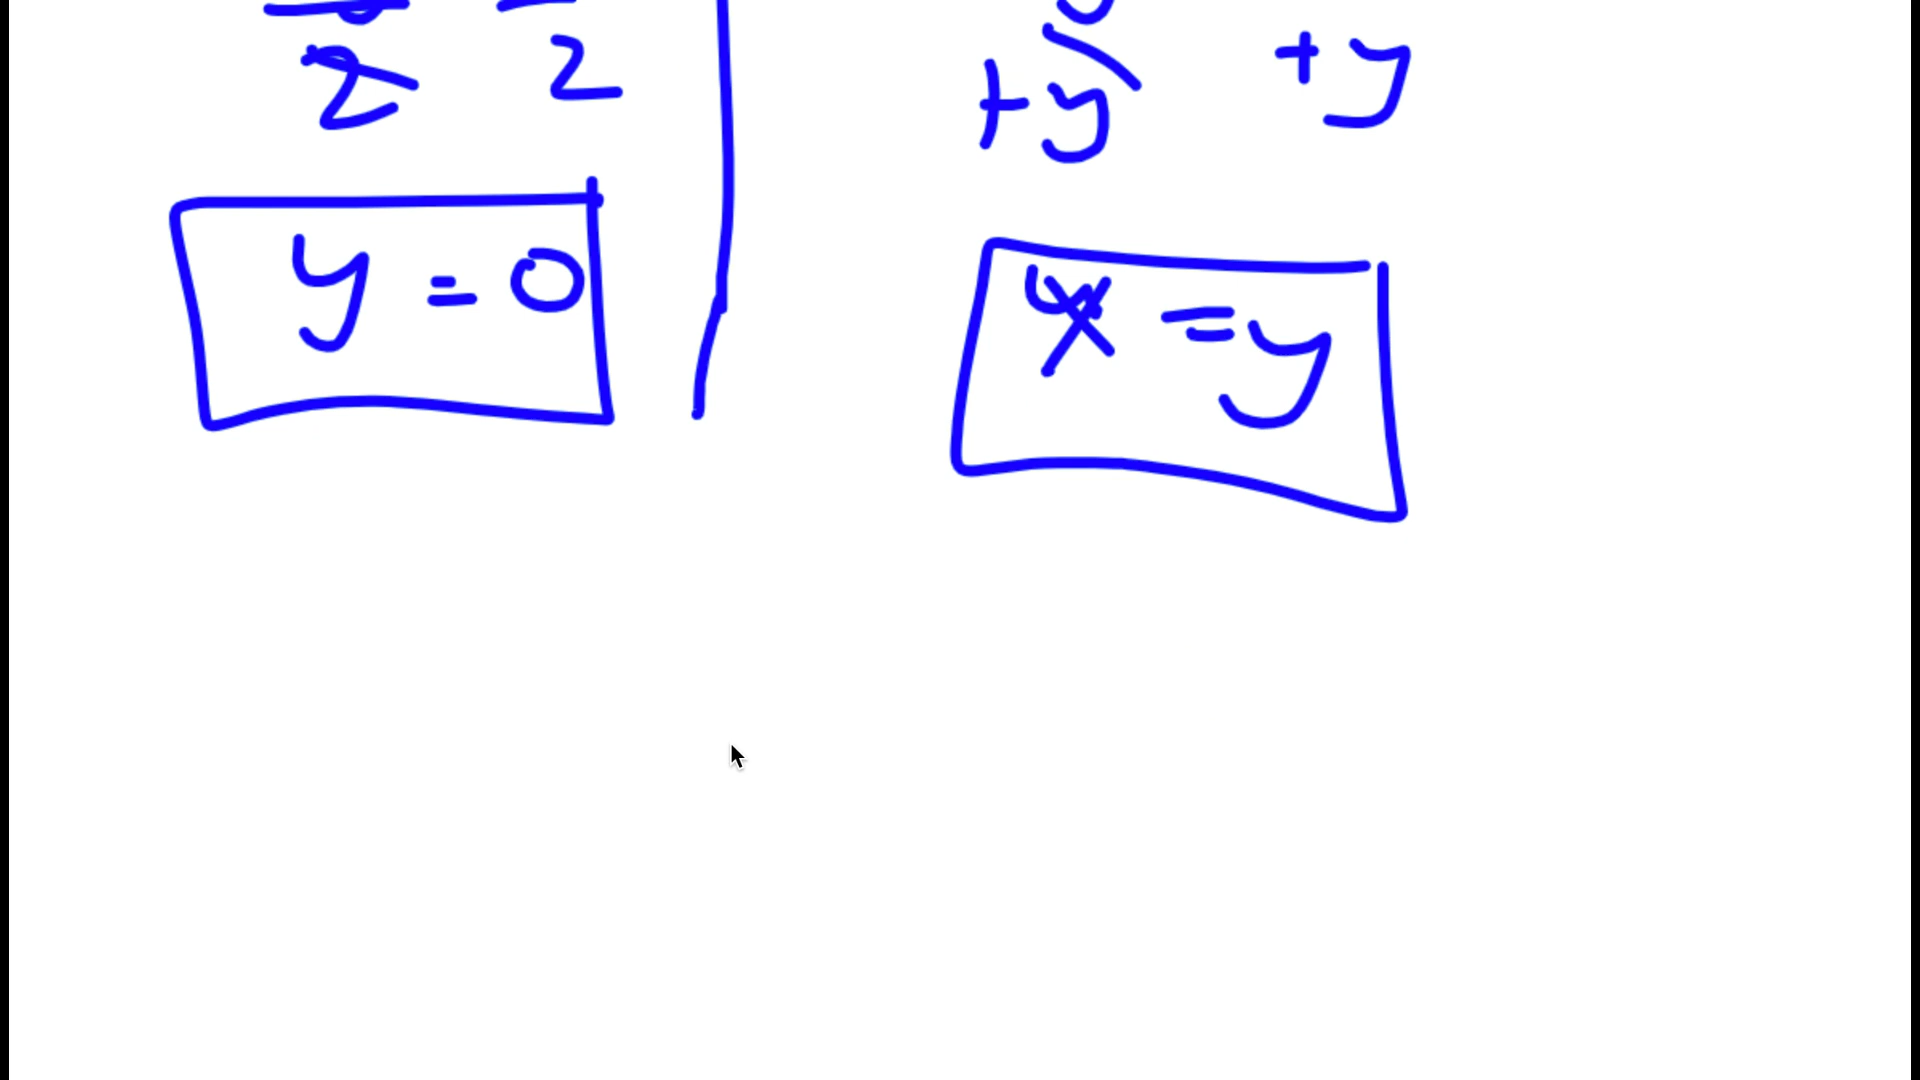 2 2
+y +y
y = 0
x = y